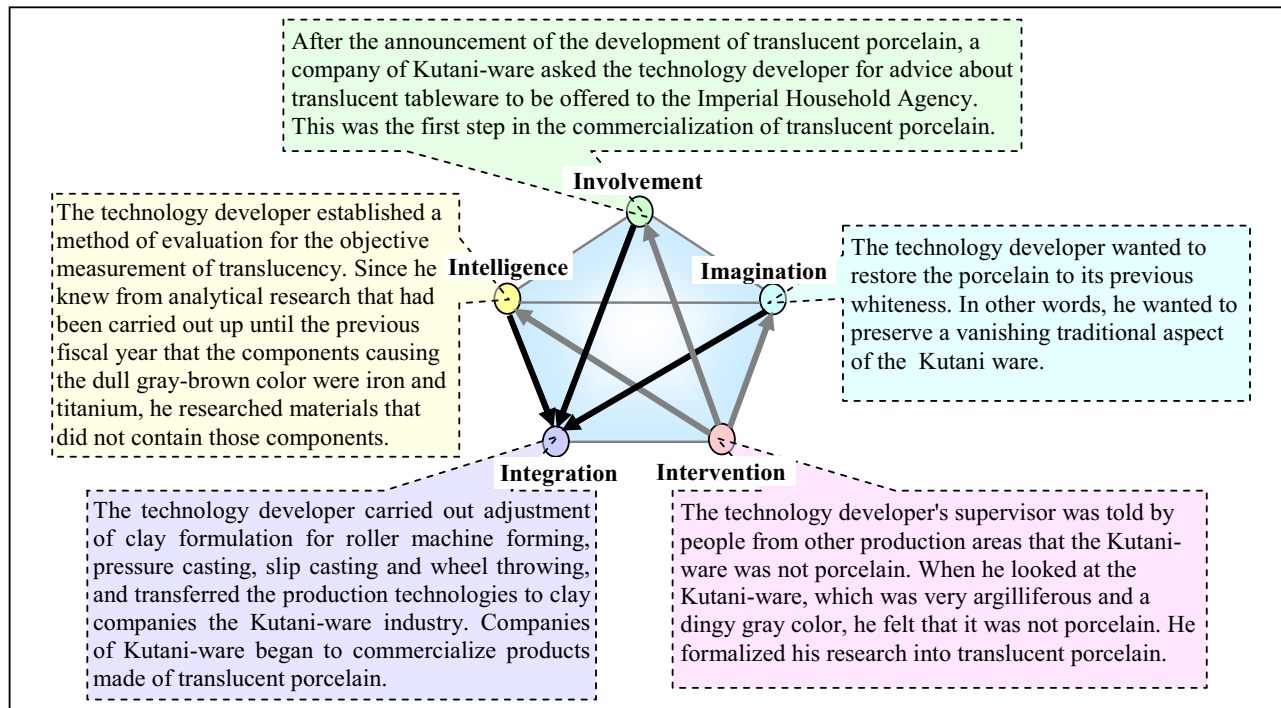 After the announcement of the development of translucent porcelain, a
company of Kutani-ware asked the technology developer for advice about
translucent tableware to be offered to the Imperial Household Agency.
This was the first step in the commercialization of translucent porcelain.
Involvement
The technology developer established a
method of evaluation for the objective
measurement of translucency. Since he
knew from analytical research that had
been carried out up until the previous
fiscal year that the components causing
the dull gray-brown color were iron and
titanium, he researched materials that
did not contain those components.
Intelligence
Imagination
The technology developer wanted to
restore the porcelain to its previous
whiteness. In other words, he wanted to
preserve a vanishing traditional aspect
of the Kutani ware.
Integration
Intervention
The technology developer carried out adjustment
of clay formulation for roller machine forming,
pressure casting, slip casting and wheel throwing,
and transferred the production technologies to clay
companies the Kutani-ware industry. Companies
of Kutani-ware began to commercialize products
made of translucent porcelain.
The technology developer's supervisor was told by
people from other production areas that the Kutani-
ware was not porcelain. When he looked at the
Kutani-ware, which was very argilliferous and a
dingy gray color, he felt that it was not porcelain. He
formalized his research into translucent porcelain.